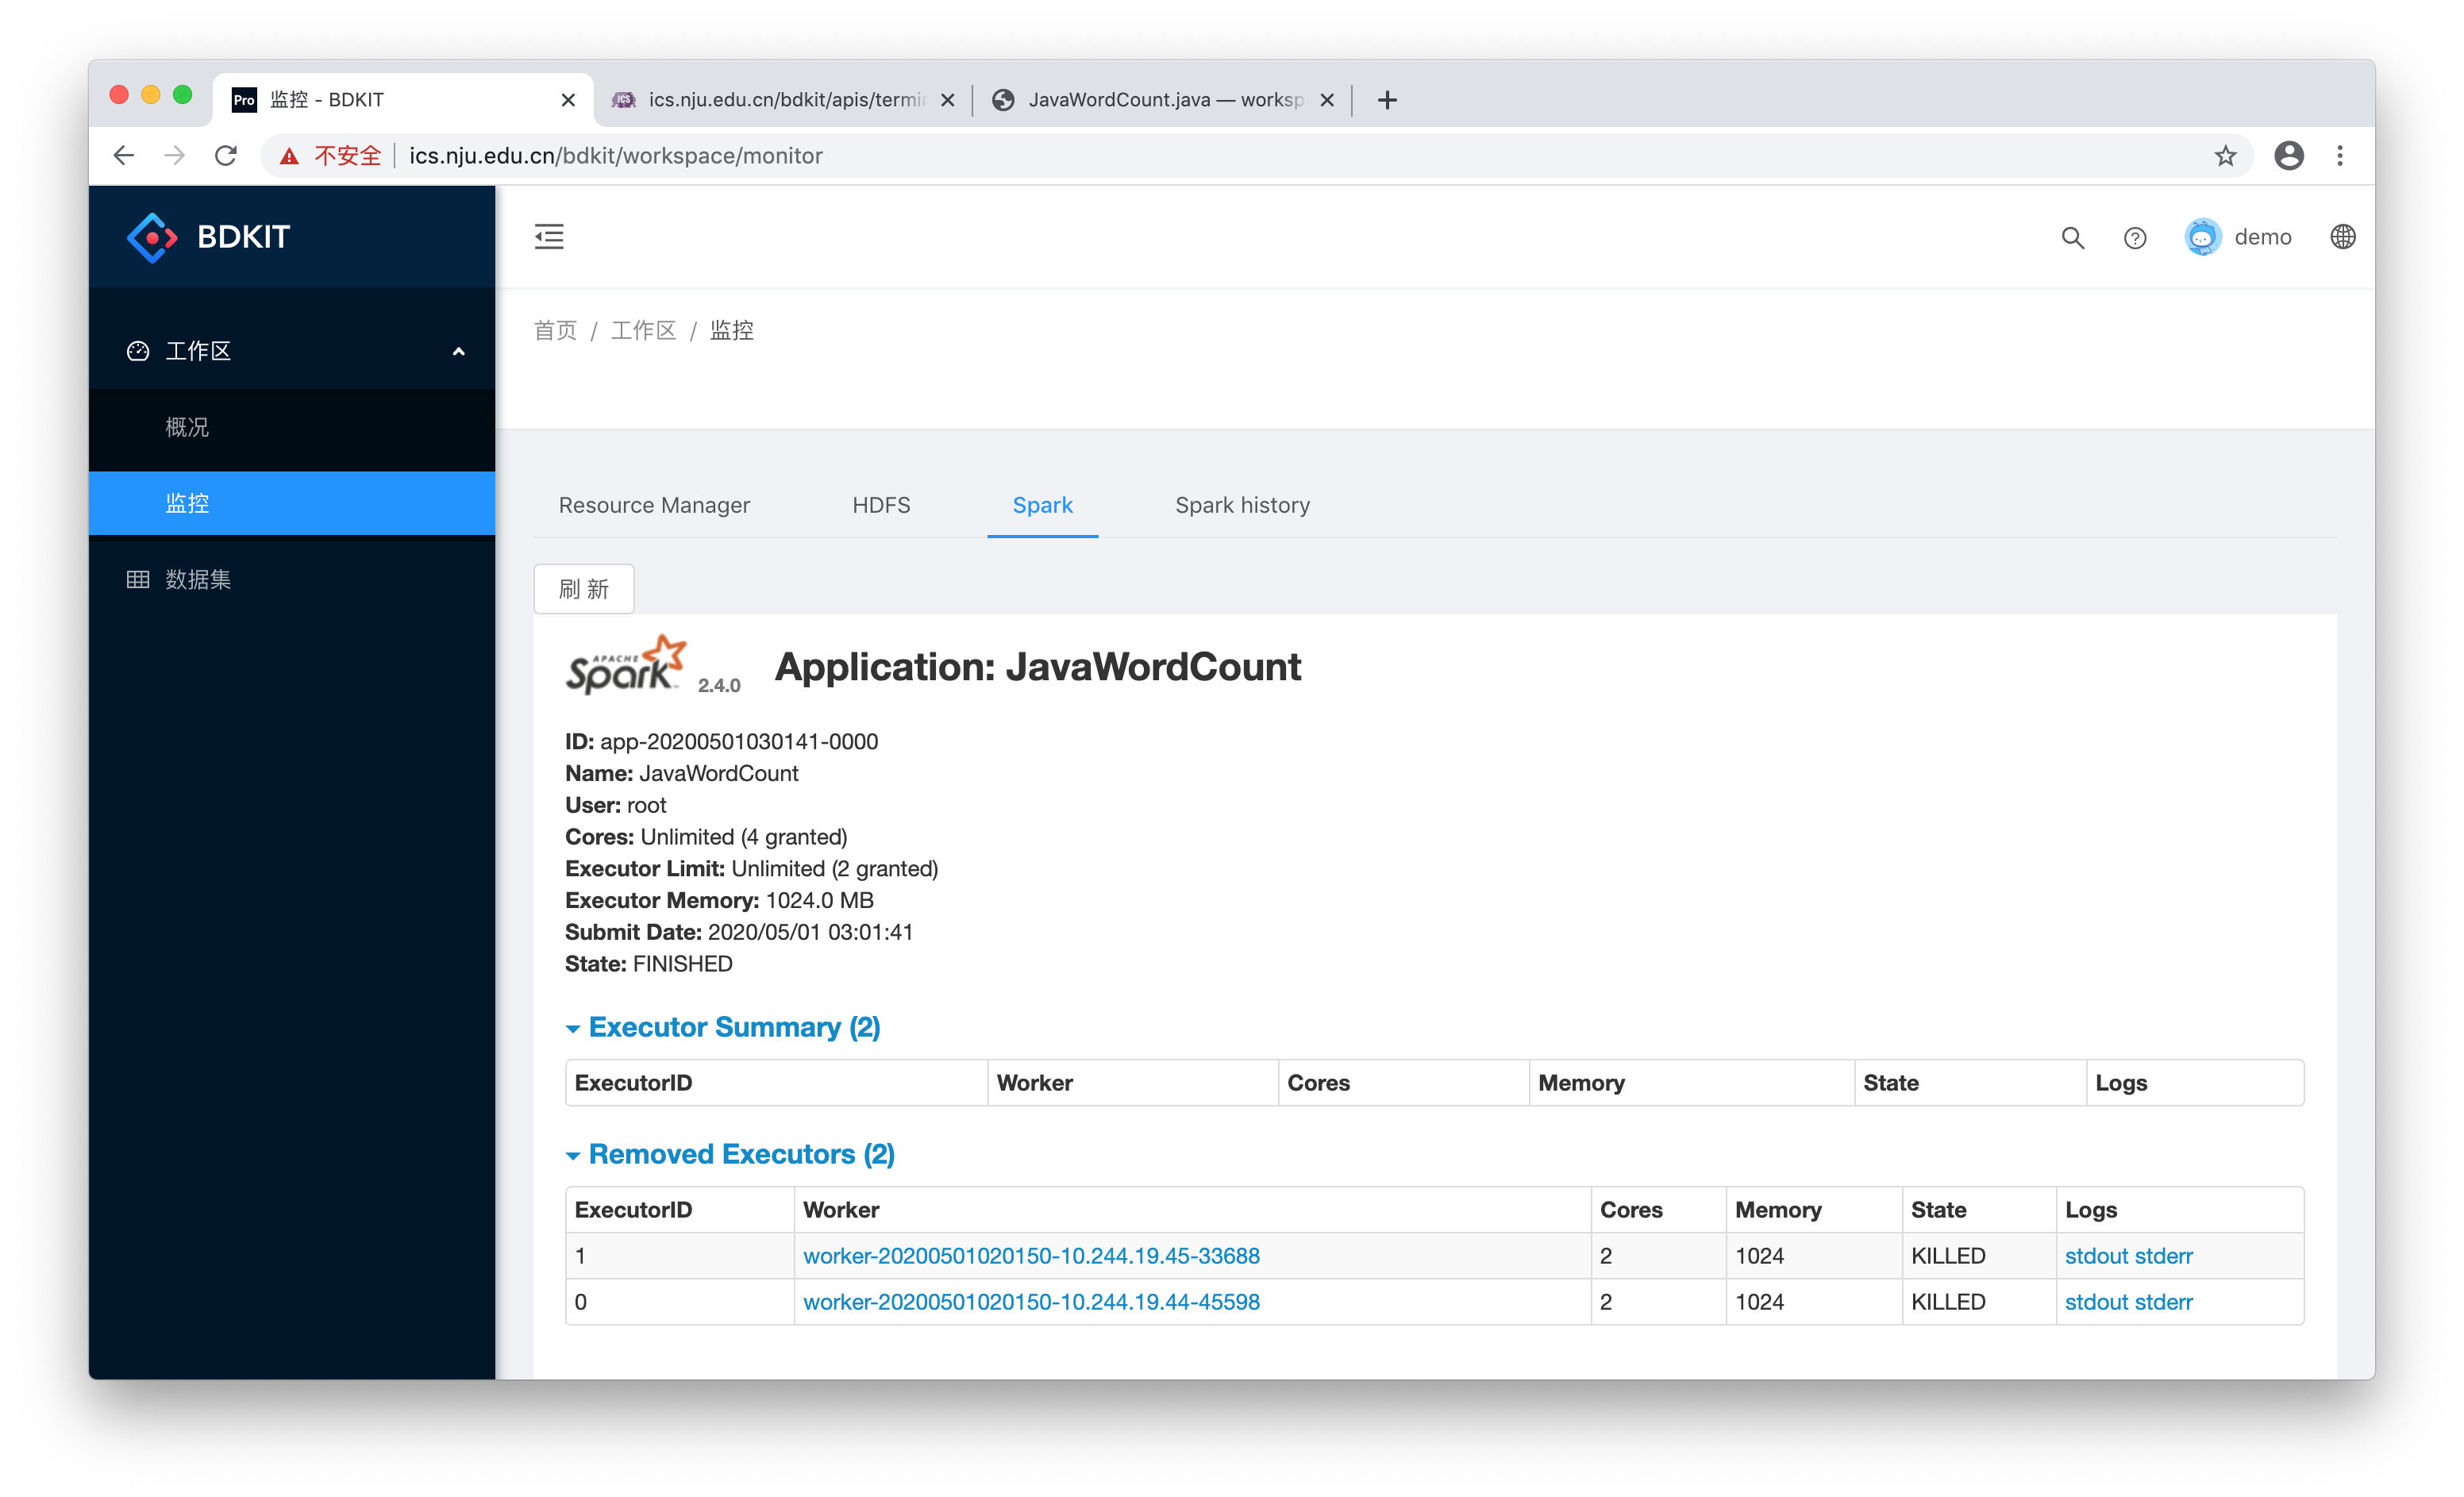 Pro 监控 - BDKIT
ics.nju.edu.cn/bdkit/apis/termi
JavaWordCount.java — worksp
不安全 ics.nju.edu.cn/bdkit/workspace/monitor
BDKIT
demo
工作区
概况
监控
数据集
首页 / 工作区 / 监控
Resource Manager HDFS Spark Spark history
刷 新
APACHE Spark 2.4.0 Application: JavaWordCount
ID: app-20200501030141-0000
Name: JavaWordCount
User: root
Cores: Unlimited (4 granted)
Executor Limit: Unlimited (2 granted)
Executor Memory: 1024.0 MB
Submit Date: 2020/05/01 03:01:41
State: FINISHED
Executor Summary (2)
ExecutorID Worker Cores Memory State Logs
Removed Executors (2)
ExecutorID Worker Cores Memory State Logs
1 worker-20200501020150-10.244.19.45-33688 2 1024 KILLED stdout stderr
0 worker-20200501020150-10.244.19.44-45598 2 1024 KILLED stdout stderr